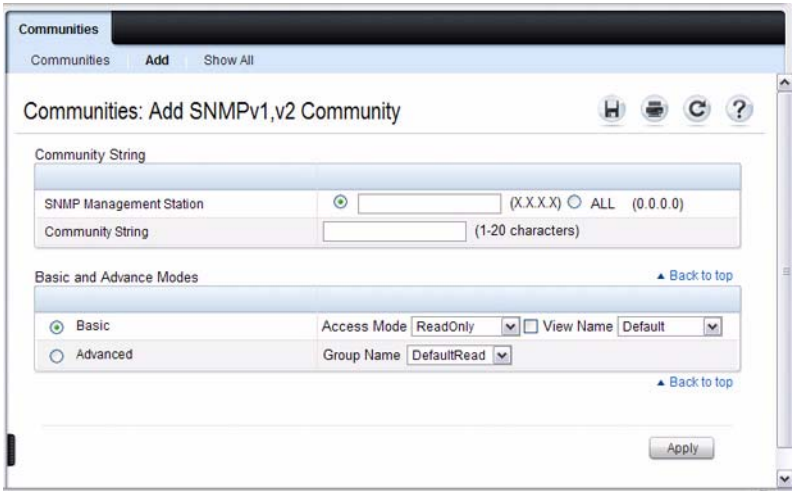 Communities
Communities Add Show All
Communities: Add SNMPv1,v2 Community
?
Community String
SNMP Management Station (X.X.X.X) ALL (0.0.0.0)
Community String (1-20 characters)
Basic and Advance Modes Back to top
Basic Access Mode ReadOnly View Name Default
Advanced Group Name DefaultRead
Back to top
Apply